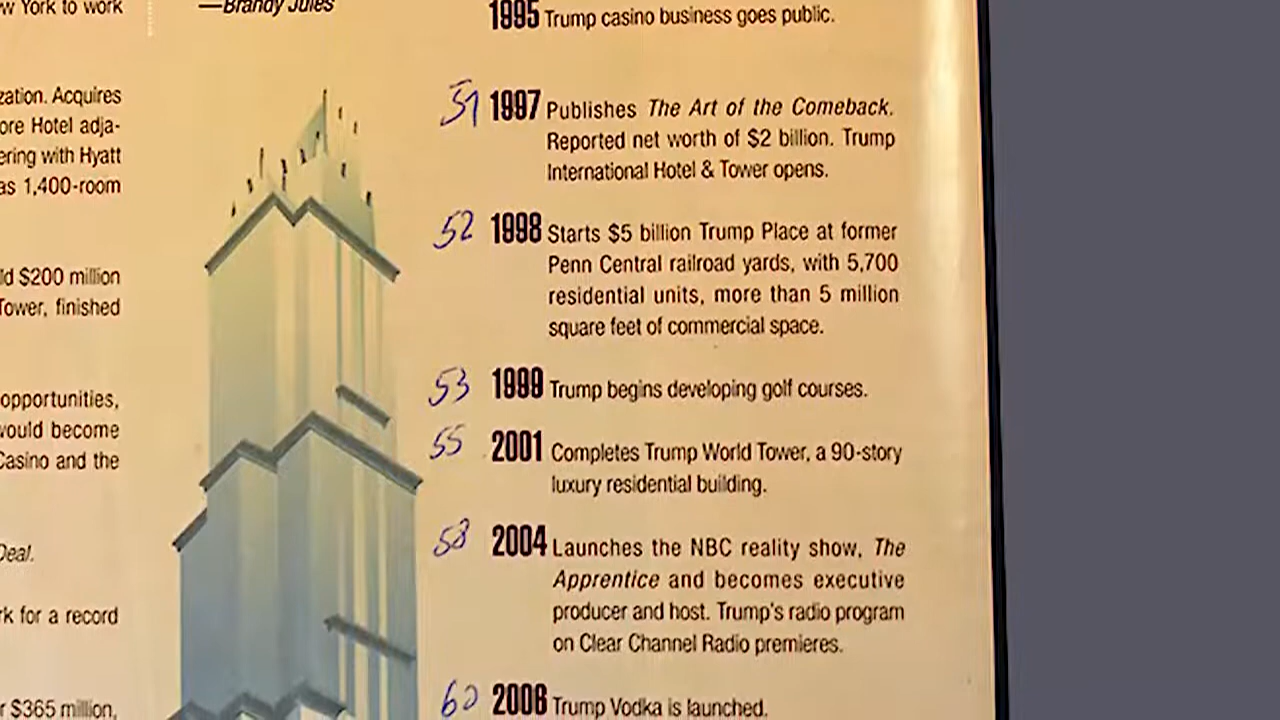 w York to work
—Brandy Jules
zation. Acquires
ore Hotel adja-
ering with Hyatt
as 1,400-room
ld $200 million
Tower, finished
opportunities,
would become
Casino and the
Deal.
rk for a record
r $365 million,
1995 Trump casino business goes public.
51 1997 Publishes The Art of the Comeback.
Reported net worth of $2 billion. Trump
International Hotel & Tower opens.
52 1998 Starts $5 billion Trump Place at former
Penn Central railroad yards, with 5,700
residential units, more than 5 million
square feet of commercial space.
53 1999 Trump begins developing golf courses.
55 2001 Completes Trump World Tower, a 90-story
luxury residential building.
58 2004 Launches the NBC reality show, The
Apprentice and becomes executive
producer and host. Trump's radio program
on Clear Channel Radio premieres.
60 2006 Trump Vodka is launched.